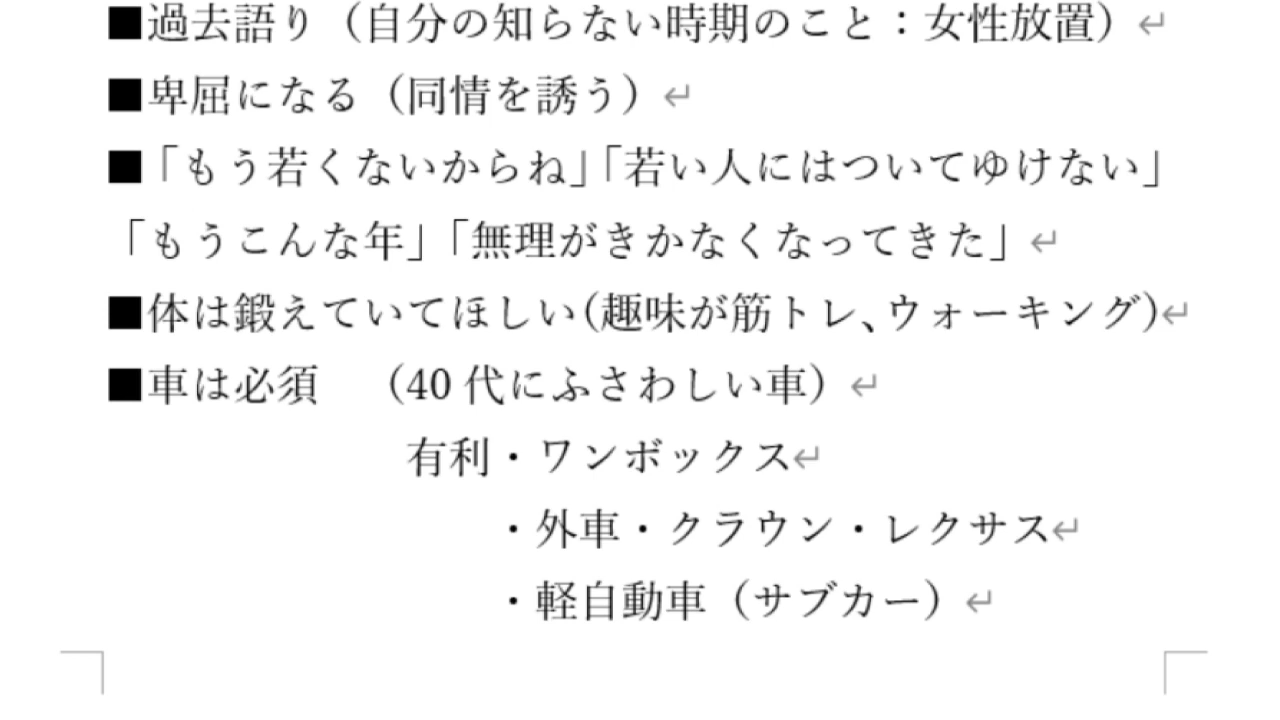 ■過去語り（自分の知らない時期のこと：女性放置）
■卑屈になる（同情を誘う）
■「もう若くないからね」「若い人にはついてゆけない」
「もうこんな年」「無理がきかなくなってきた」
■体は鍛えていてほしい(趣味が筋トレ、ウォーキング)
■車は必須　（40代にふさわしい車）
有利・ワンボックス
・外車・クラウン・レクサス
・軽自動車（サブカー）